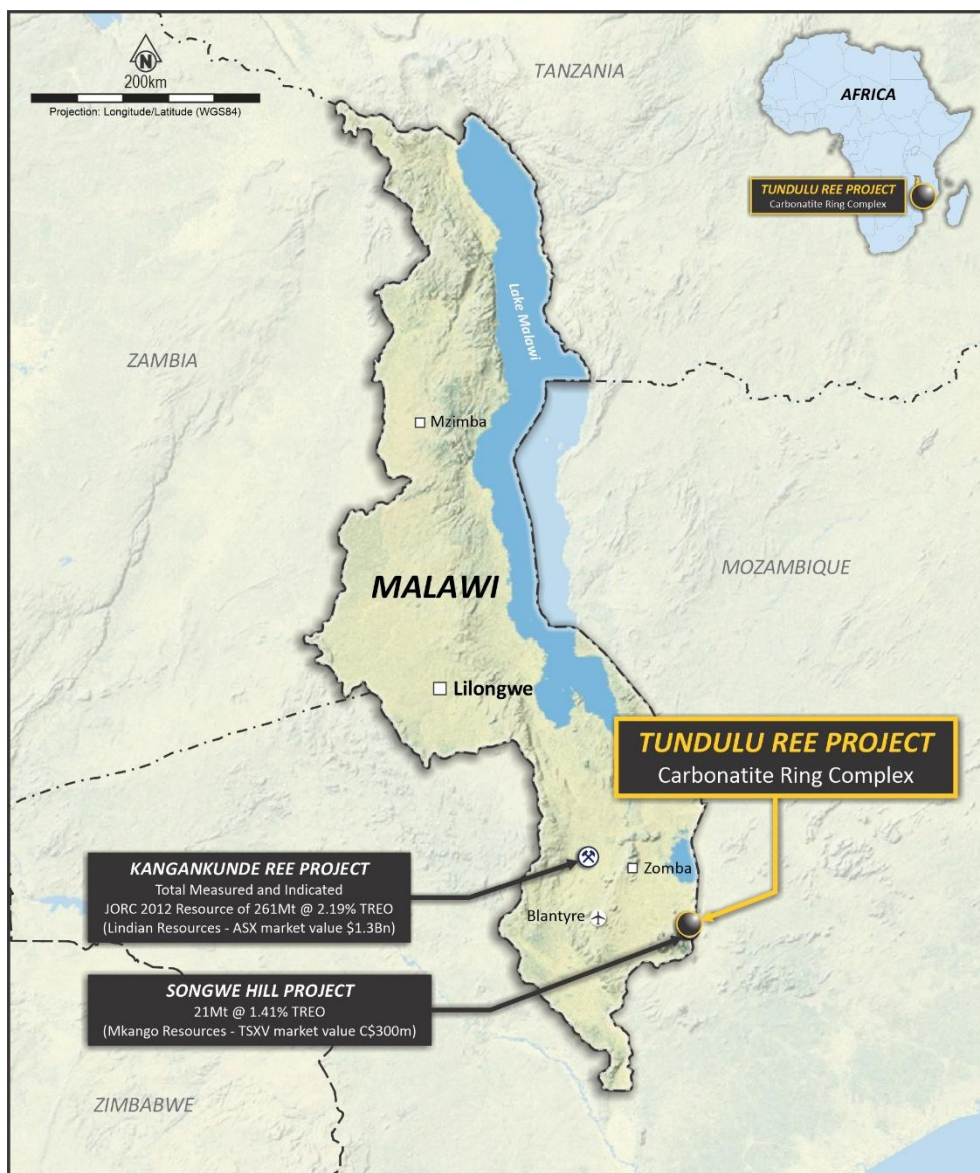 N
200km
Projection: Longitude/Latitude (WGS84)
TANZANIA
AFRICA
TUNDULU REE PROJECT
Carbonatite Ring Complex
Lake Malawi
ZAMBIA
Mzimba
MOZAMBIQUE
MALAWI
Lilongwe
TUNDULU REE PROJECT
Carbonatite Ring Complex
KANGANKUNDE REE PROJECT
Total Measured and Indicated
JORC 2012 Resource of 261Mt @ 2.19% TREO
(Lindian Resources - ASX market value $1.3Bn)
Zomba
Blantyre
SONGWE HILL PROJECT
21Mt @ 1.41% TREO
(Mkango Resources - TSXV market value C$300m)
ZIMBABWE